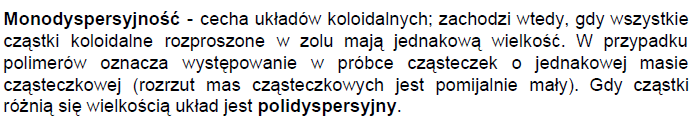 Monodyspersyjność - cecha układów koloidalnych; zachodzi wtedy, gdy wszystkie
cząstki koloidalne rozproszone w zolu mają jednakową wielkość. W przypadku
polimerów oznacza występowanie w próbce cząsteczek o jednakowej masie
cząsteczkowej (rozrzut mas cząsteczkowych jest pomijalnie mały). Gdy cząstki
różnią się wielkością układ jest polidyspersyjny.